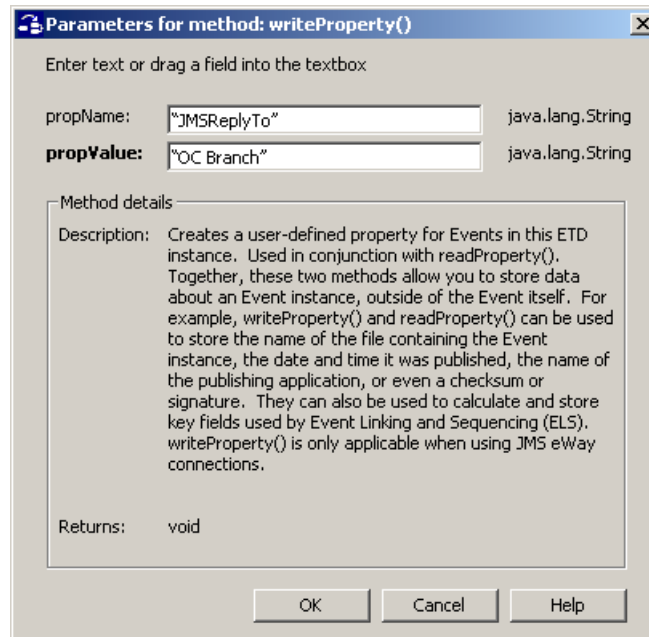 Parameters for method: writeProperty()
Enter text or drag a field into the textbox
propName: "JMSReplyTo" java.lang.String
propValue: "OC Branch" java.lang.String
Method details
Description: Creates a user-defined property for Events in this ETD
instance. Used in conjunction with readProperty().
Together, these two methods allow you to store data
about an Event instance, outside of the Event itself. For
example, writeProperty() and readProperty() can be used
to store the name of the file containing the Event
instance, the date and time it was published, the name of
the publishing application, or even a checksum or
signature. They can also be used to calculate and store
key fields used by Event Linking and Sequencing (ELS).
writeProperty() is only applicable when using JMS eWay
connections.
Returns: void
OK Cancel Help